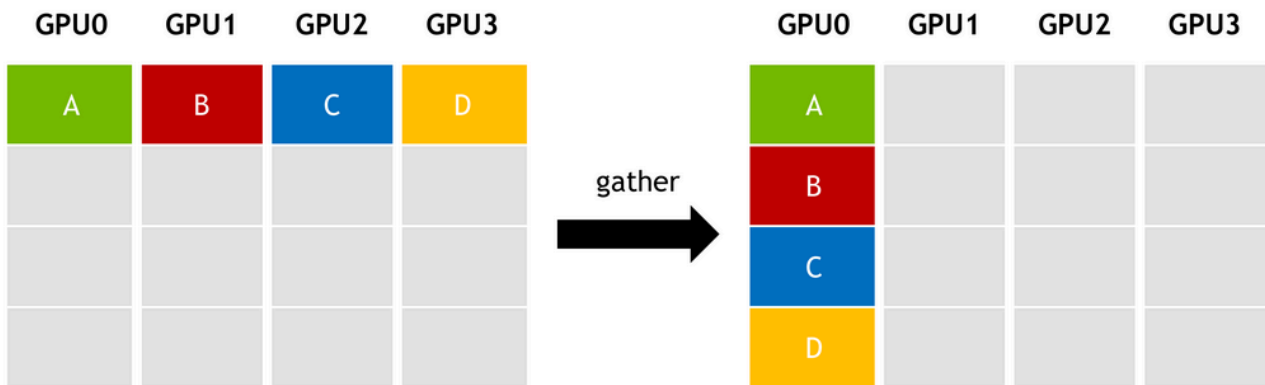 GPU0 GPU1 GPU2 GPU3 GPU0 GPU1 GPU2 GPU3
A B C D A
B
gather
C
D